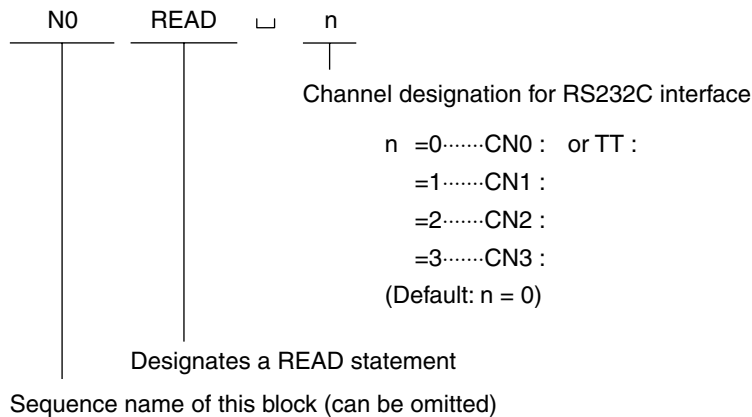 N0 READ ⎵ n
Channel designation for RS232C interface
n =0·······CN0 : or TT :
=1·······CN1 :
=2·······CN2 :
=3·······CN3 :
(Default: n = 0)
Designates a READ statement
Sequence name of this block (can be omitted)